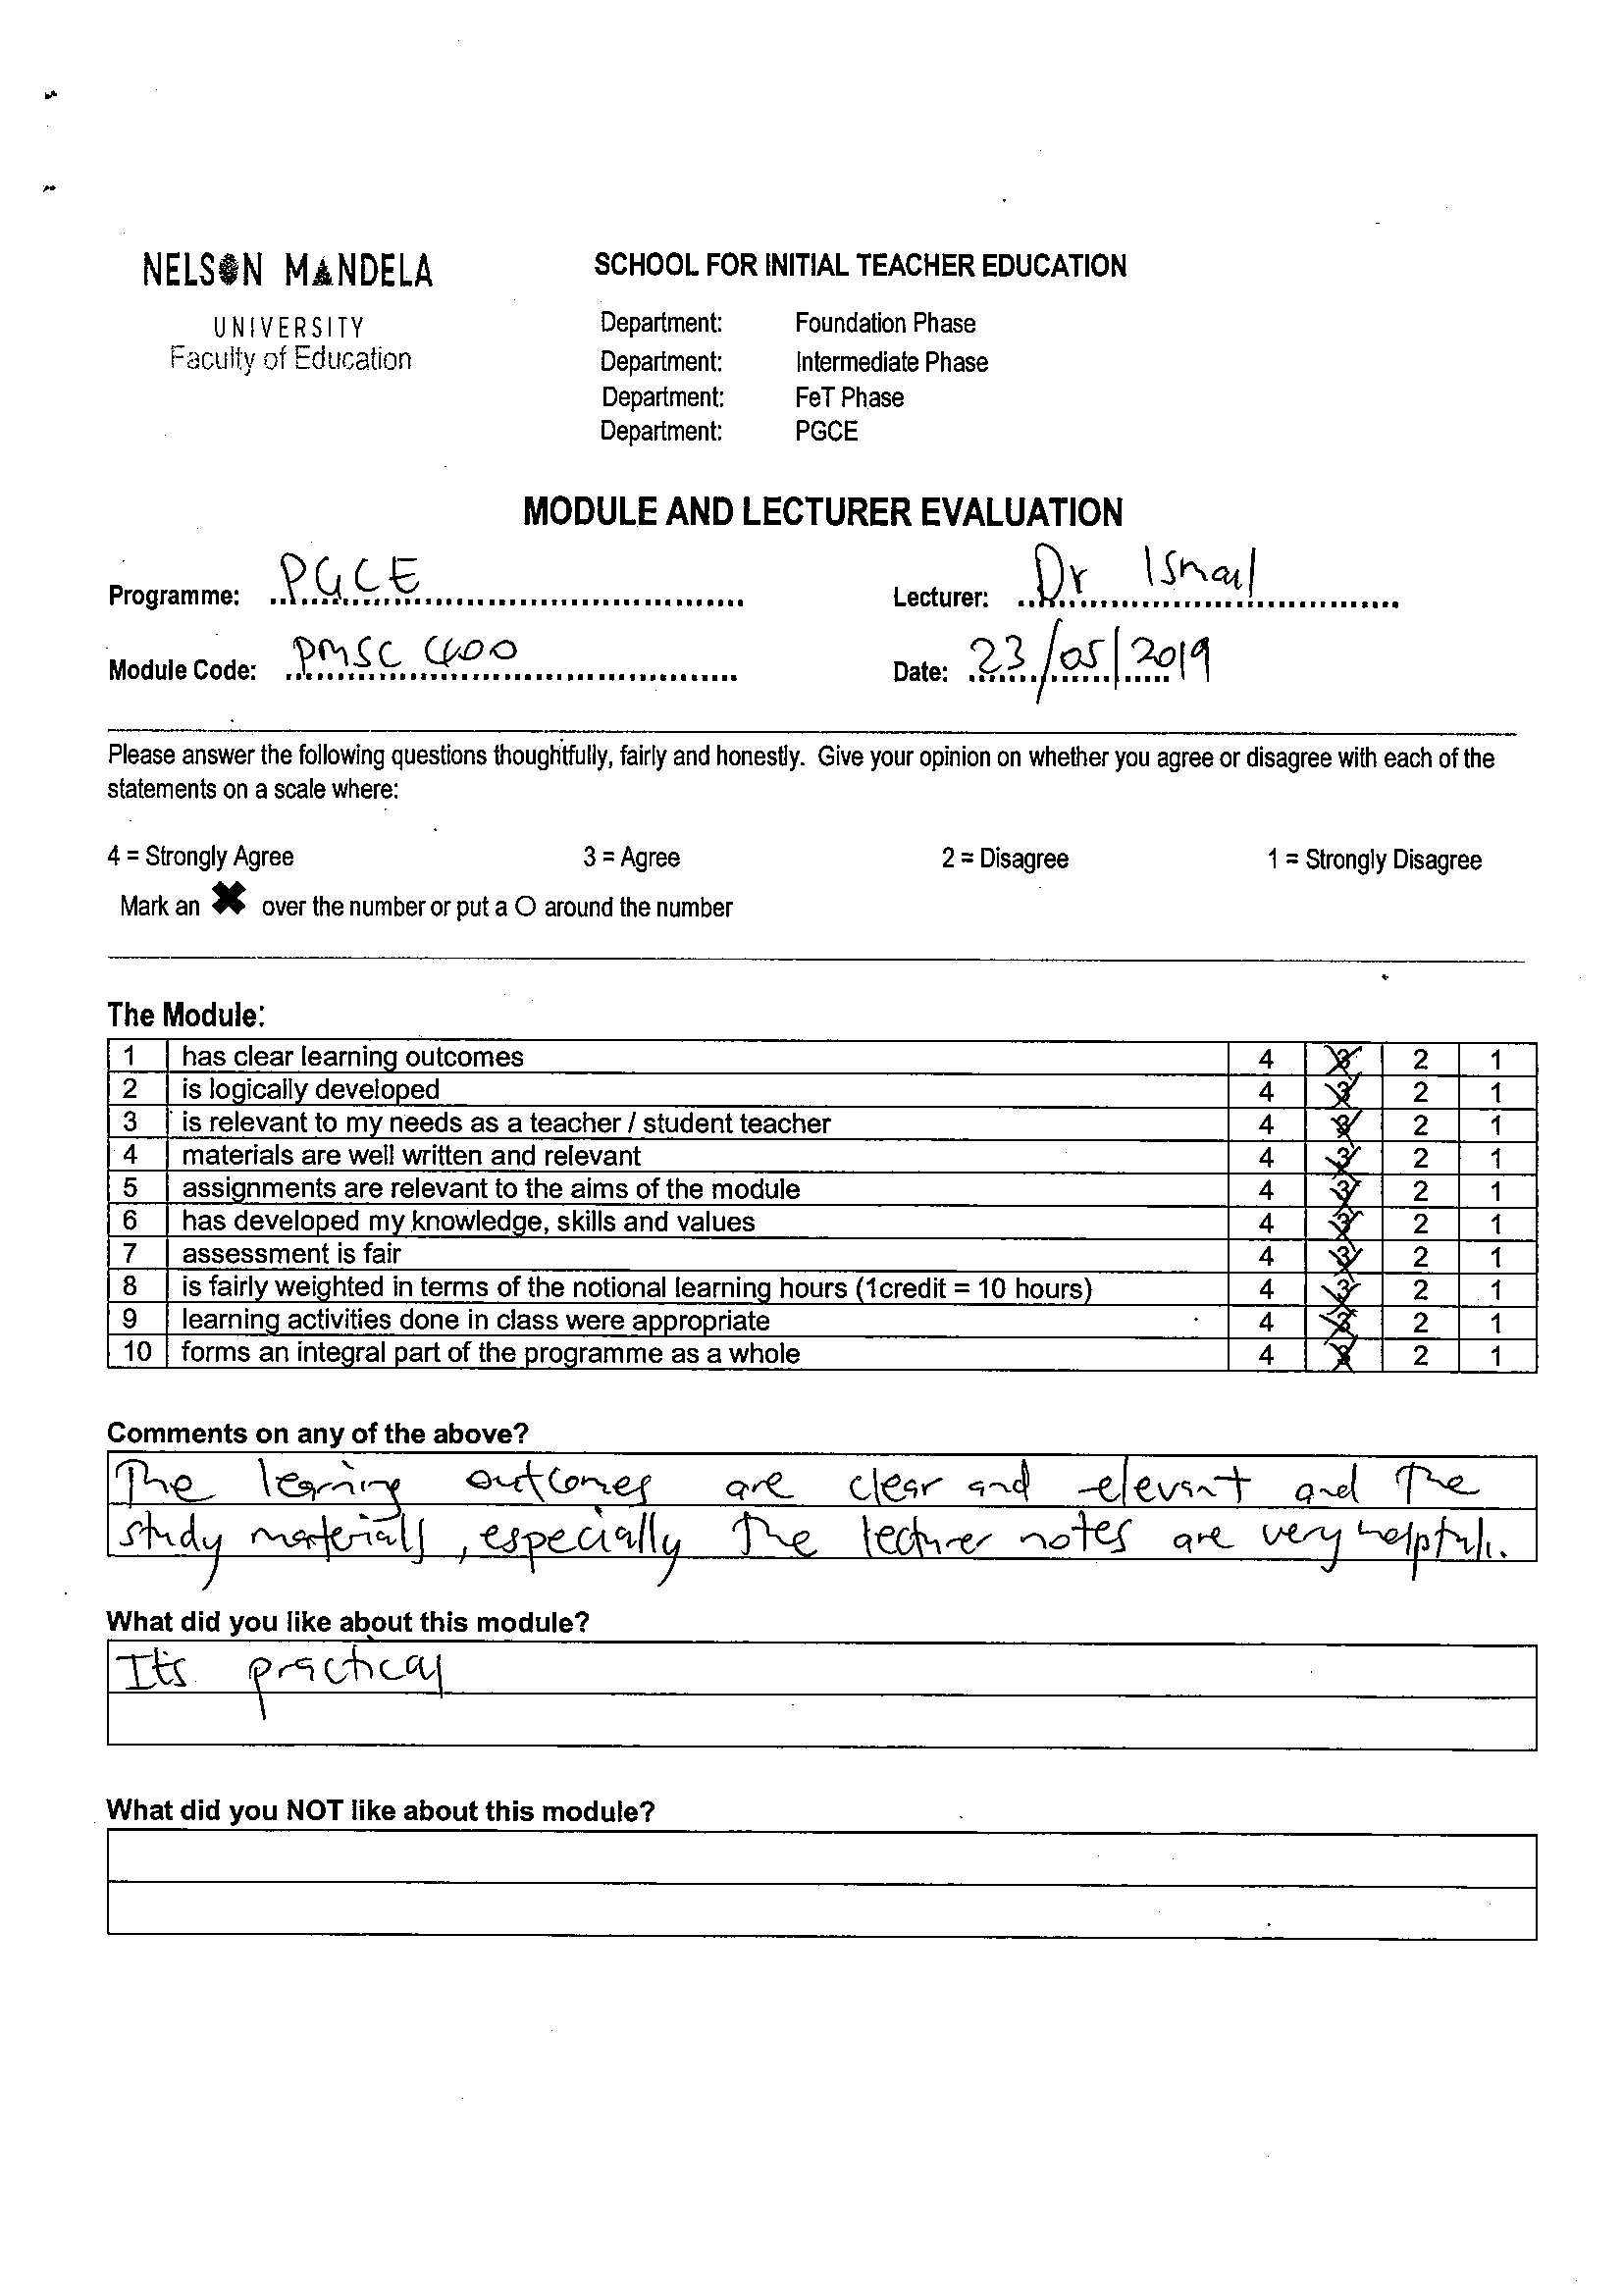 NELSON MANDELA
UNIVERSITY
Faculty of Education
SCHOOL FOR INITIAL TEACHER EDUCATION
Department: Foundation Phase
Department: Intermediate Phase
Department: FeT Phase
Department: PGCE
MODULE AND LECTURER EVALUATION
Programme: PGCE Lecturer: Dr Ismail
Module Code: PMSC 400 Date: 23/05/2019
Please answer the following questions thoughtfully, fairly and honestly. Give your opinion on whether you agree or disagree with each of the
statements on a scale where:
4 = Strongly Agree 3 = Agree 2 = Disagree 1 = Strongly Disagree
Mark an ✖ over the number or put a O around the number
The Module:
1 has clear learning outcomes 4 3 2 1
2 is logically developed 4 3 2 1
3 is relevant to my needs as a teacher / student teacher 4 3 2 1
4 materials are well written and relevant 4 3 2 1
5 assignments are relevant to the aims of the module 4 3 2 1
6 has developed my knowledge, skills and values 4 3 2 1
7 assessment is fair 4 3 2 1
8 is fairly weighted in terms of the notional learning hours (1credit = 10 hours) 4 3 2 1
9 learning activities done in class were appropriate 4 3 2 1
10 forms an integral part of the programme as a whole 4 3 2 1
Comments on any of the above?
The learning outcomes are clear and relevant and the
study materials, especially the lecturer notes are very helpful.
What did you like about this module?
Its practical
What did you NOT like about this module?